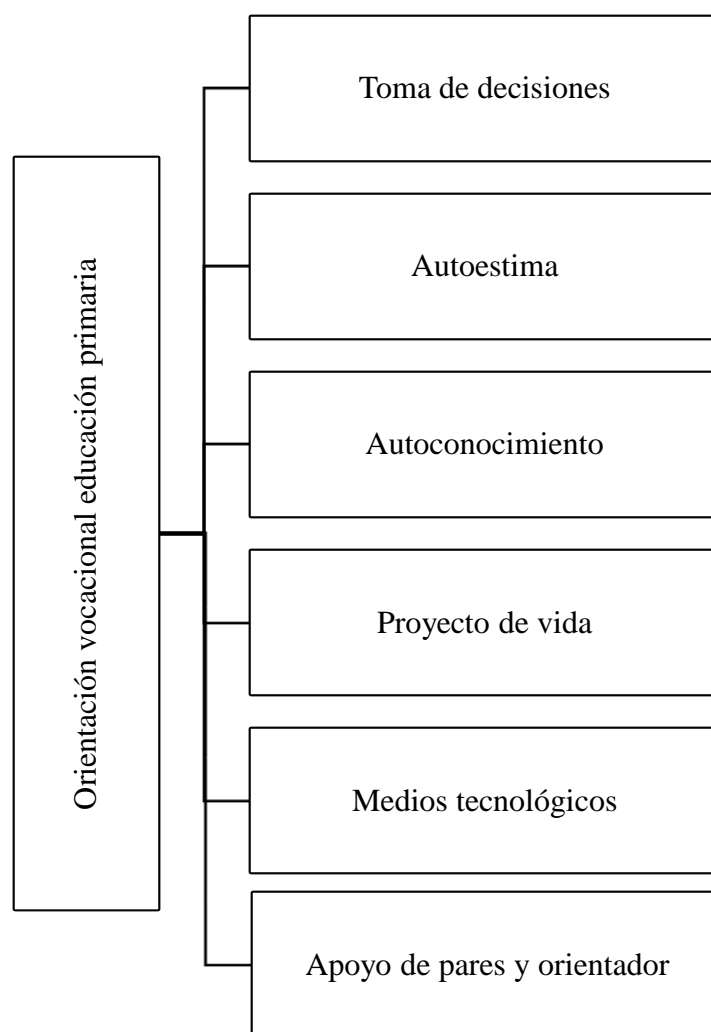 Orientación vocacional educación primaria
Toma de decisiones
Autoestima
Autoconocimiento
Proyecto de vida
Medios tecnológicos
Apoyo de pares y orientador